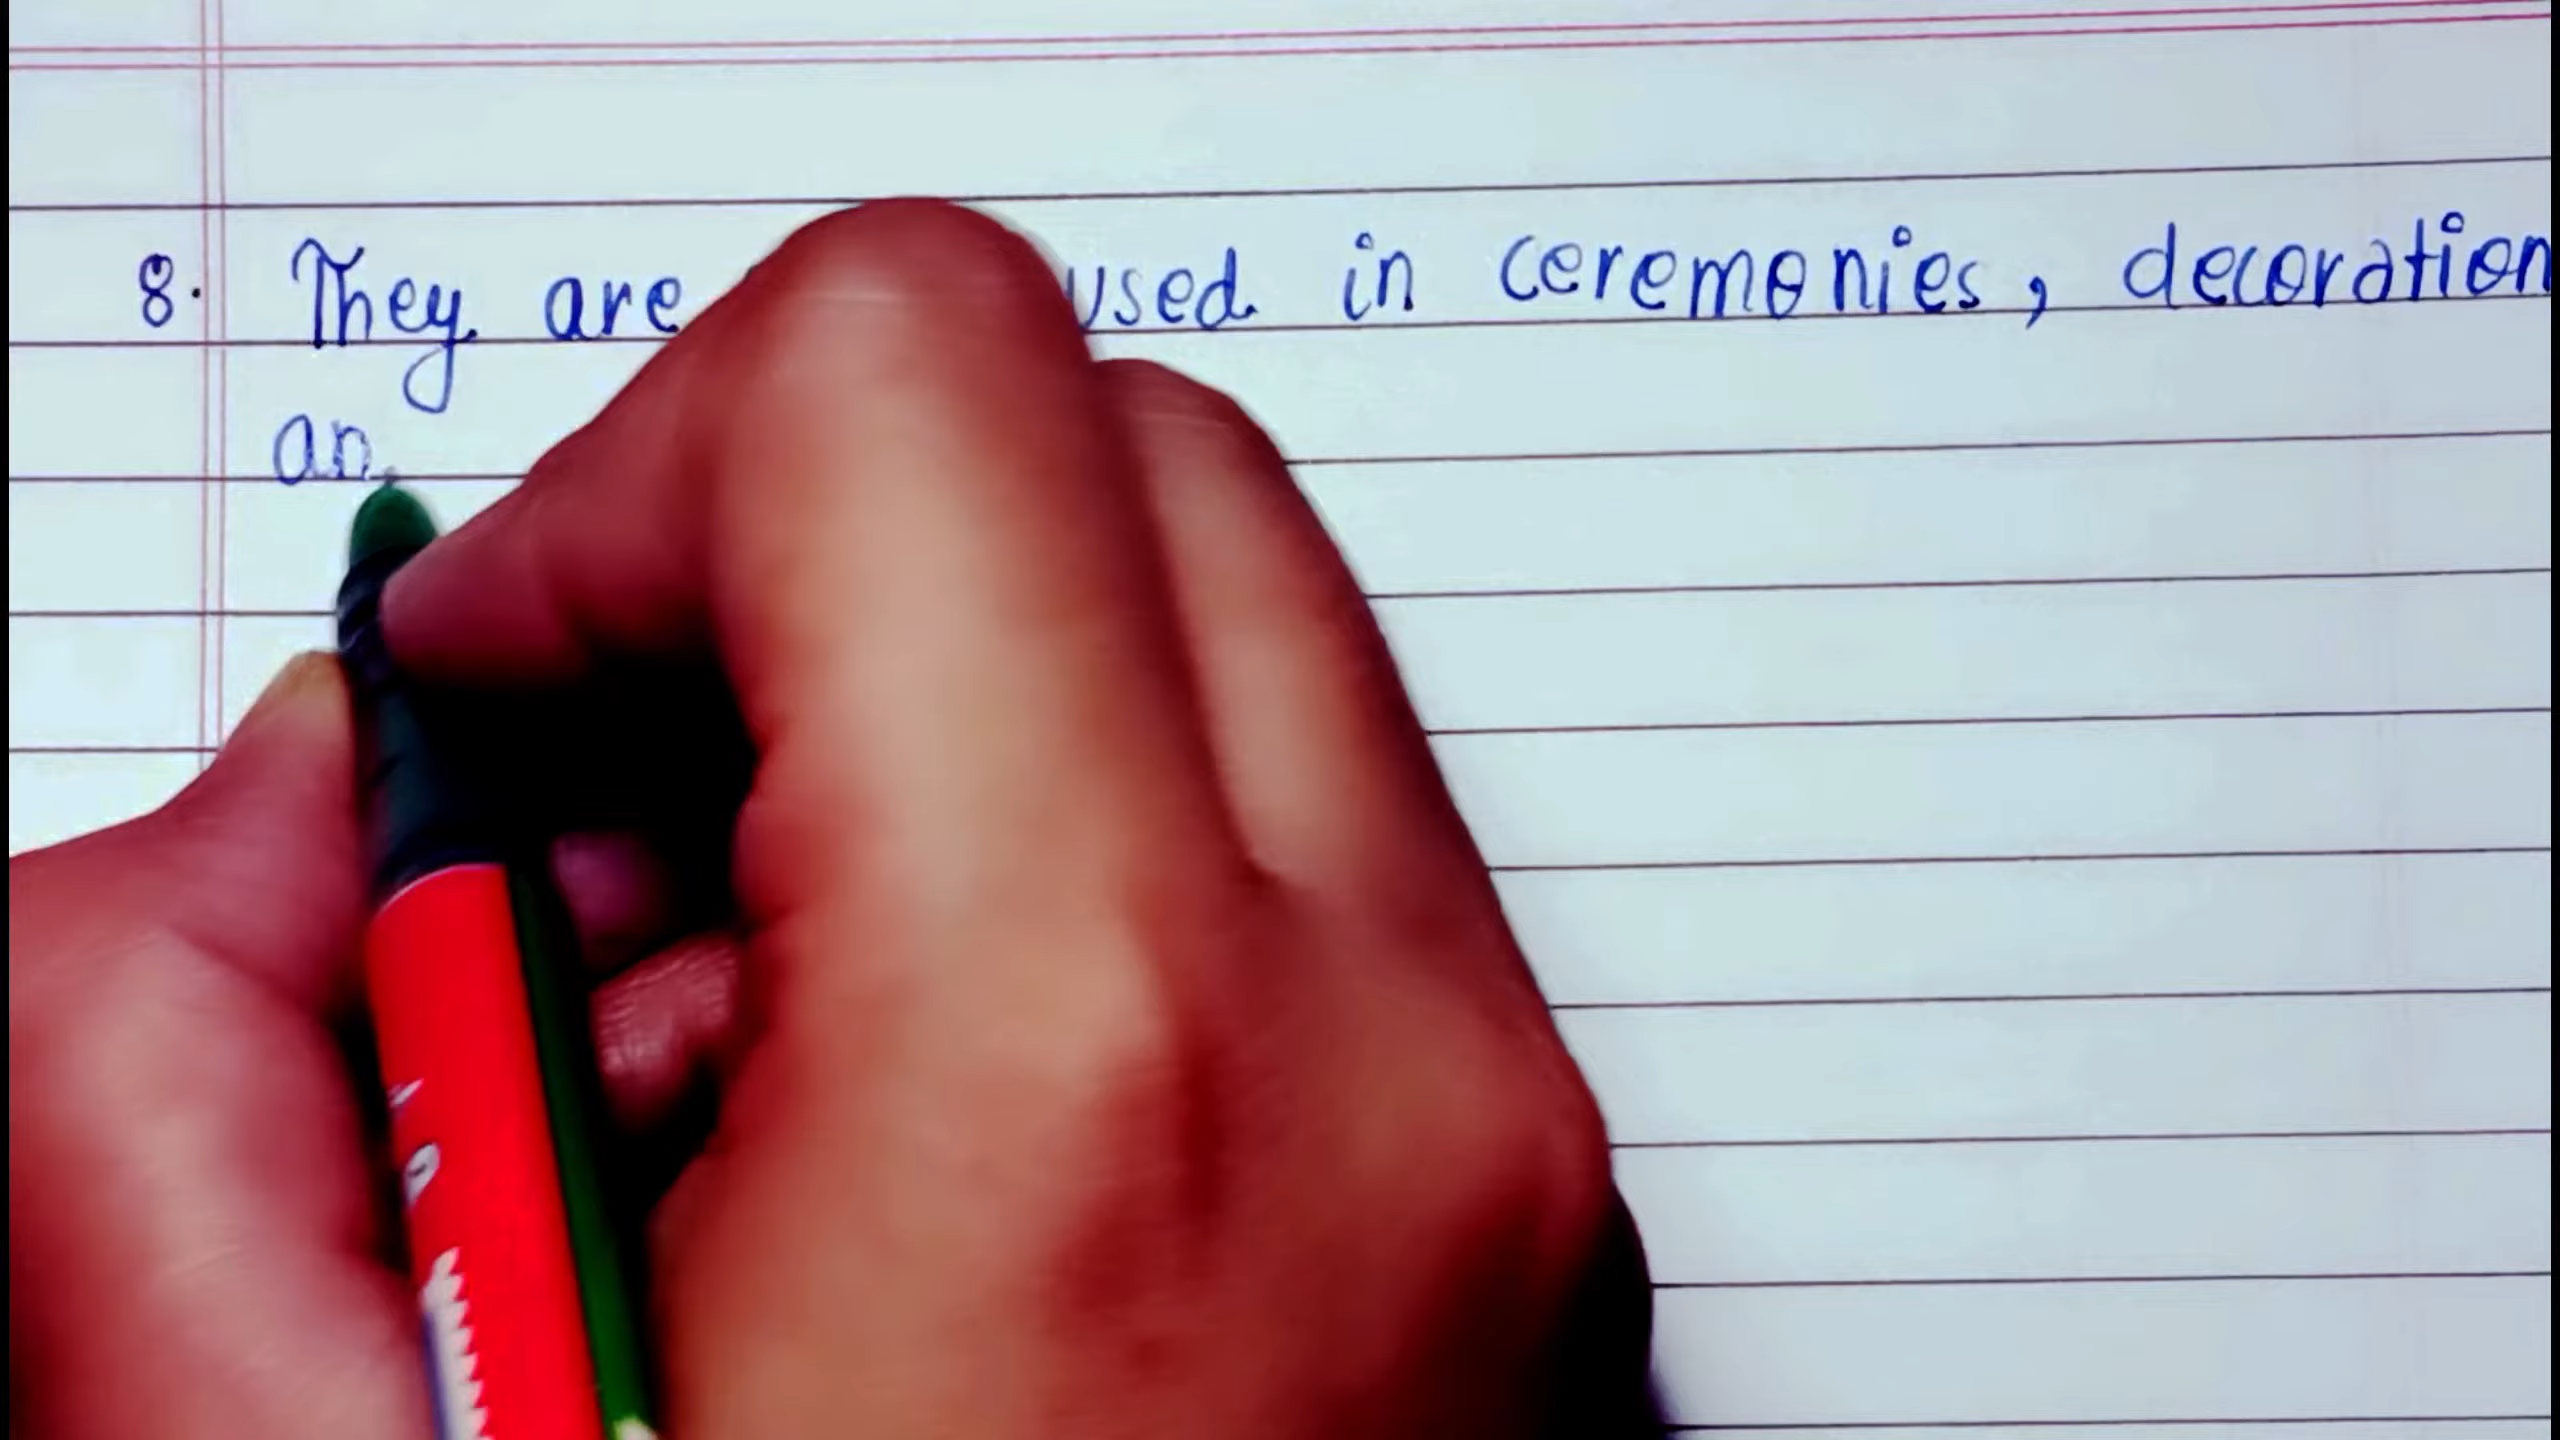 8. They are used in ceremonies, decoration
an